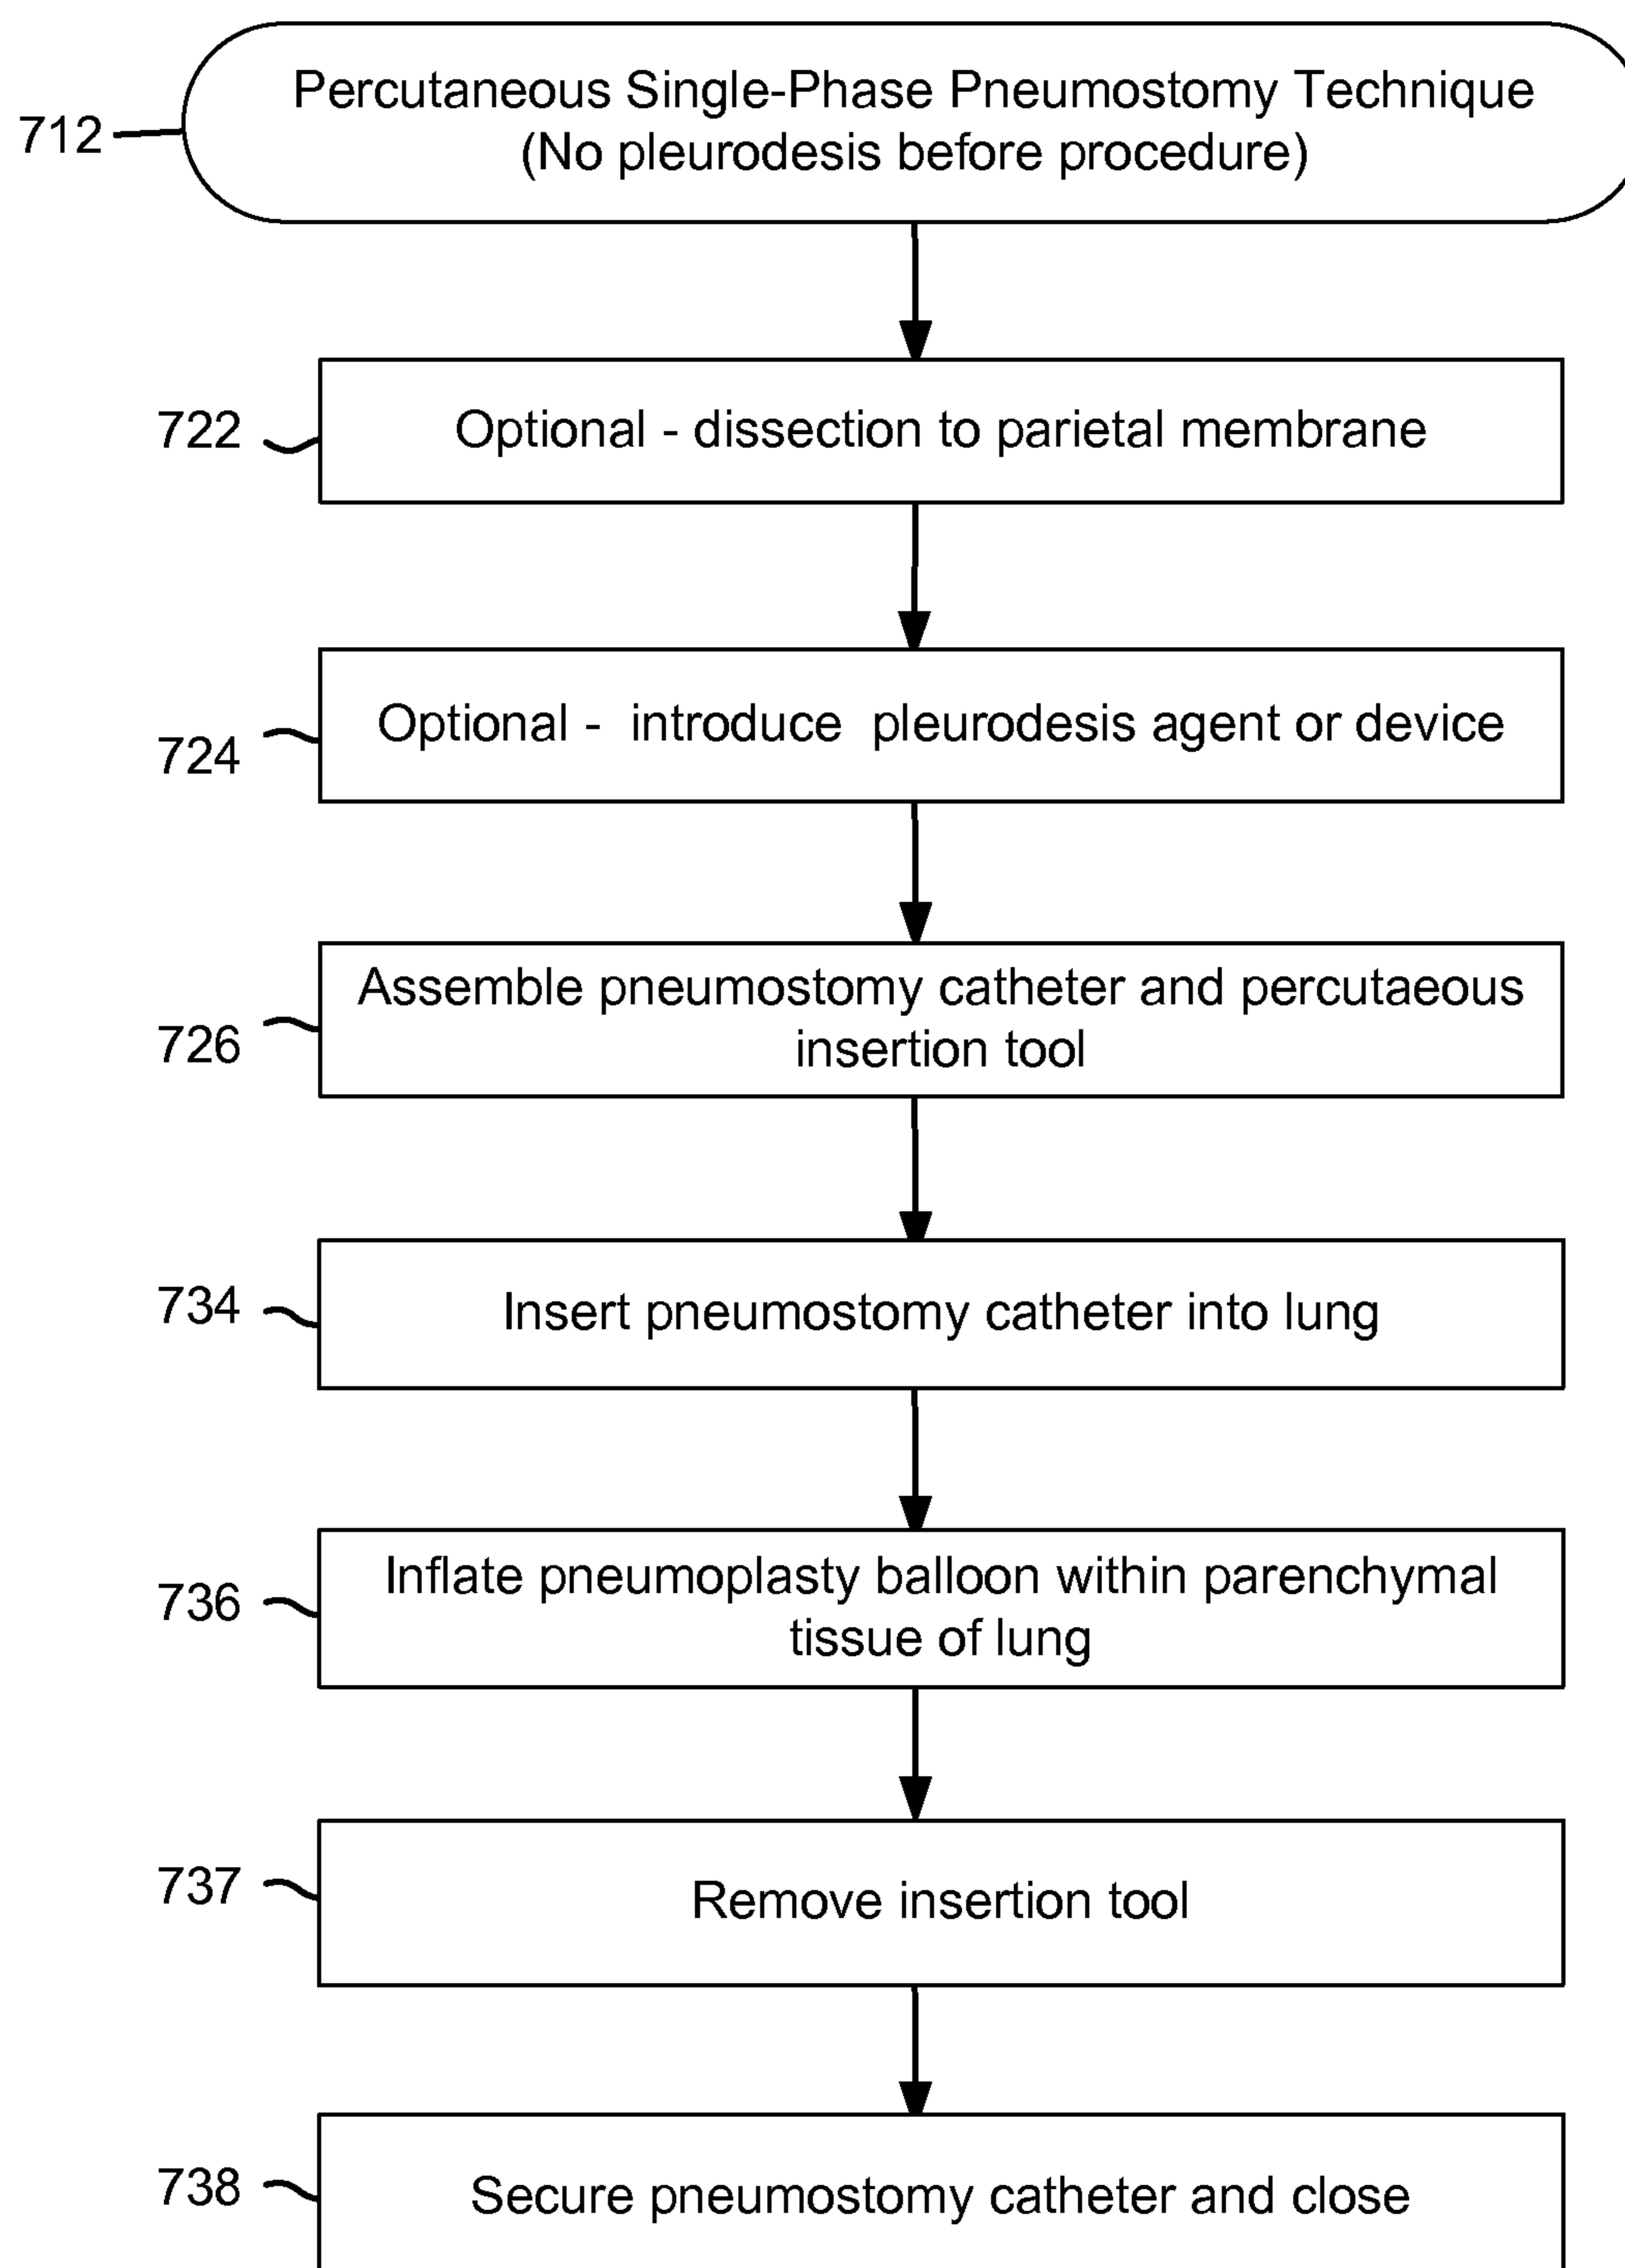 Percutaneous Single-Phase Pneumostomy Technique
(No pleurodesis before procedure)
712
722
Optional - dissection to parietal membrane
724
Optional -  introduce  pleurodesis agent or device
726
Assemble pneumostomy catheter and percutaeous
insertion tool
734
Insert pneumostomy catheter into lung
736
Inflate pneumoplasty balloon within parenchymal
tissue of lung
737
Remove insertion tool
738
Secure pneumostomy catheter and close